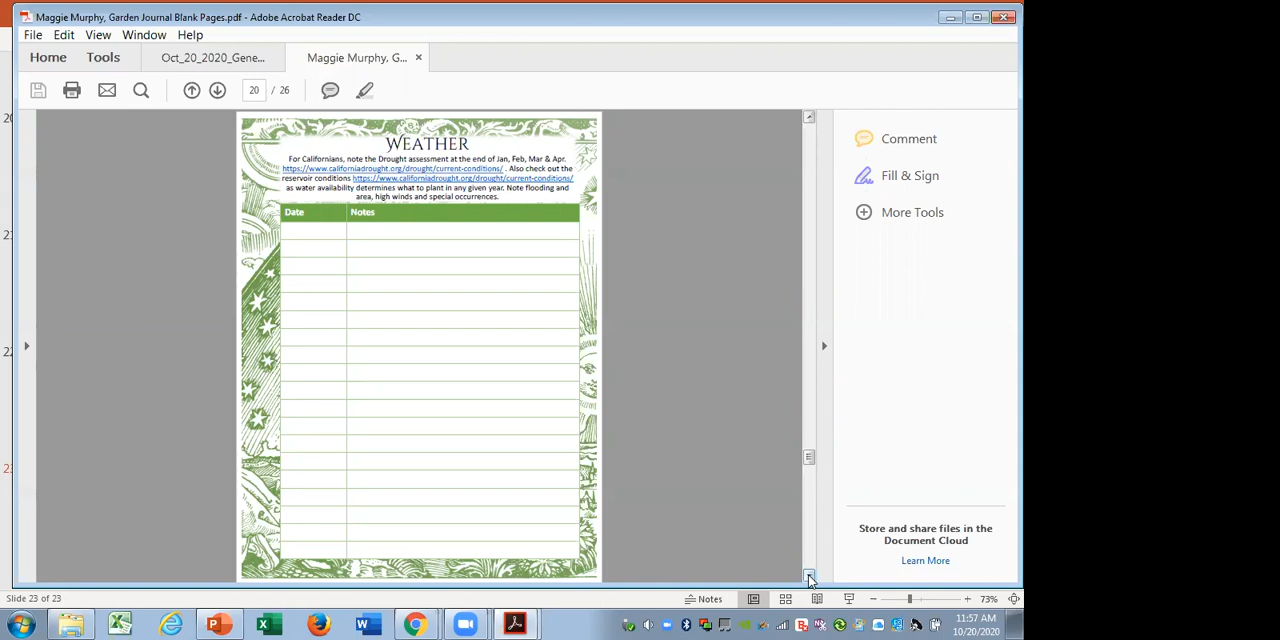 Maggie Murphy, Garden Journal Blank Pages.pdf - Adobe Acrobat Reader DC
File Edit View Window Help
Home Tools Oct_20_2020_Gene... Maggie Murphy, G... ×
20 / 26
WEATHER
For Californians, note the Drought assessment at the end of Jan, Feb, Mar & Apr.
https://www.californiadrought.org/drought/current-conditions/ . Also check out the
reservoir conditions https://www.californiadrought.org/drought/current-conditions/
as water availability determines what to plant in any given year. Note flooding and
area, high winds and special occurrences.
Date Notes
Comment
Fill & Sign
More Tools
Store and share files in the
Document Cloud
Learn More
20
21
22
23
Slide 23 of 23
Notes
73%
11:57 AM
10/20/2020